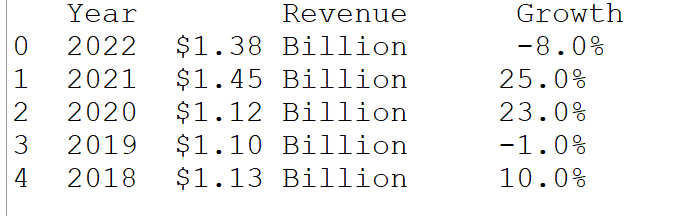 Year Revenue Growth
0 2022 $1.38 Billion -8.0%
1 2021 $1.45 Billion 25.0%
2 2020 $1.12 Billion 23.0%
3 2019 $1.10 Billion -1.0%
4 2018 $1.13 Billion 10.0%